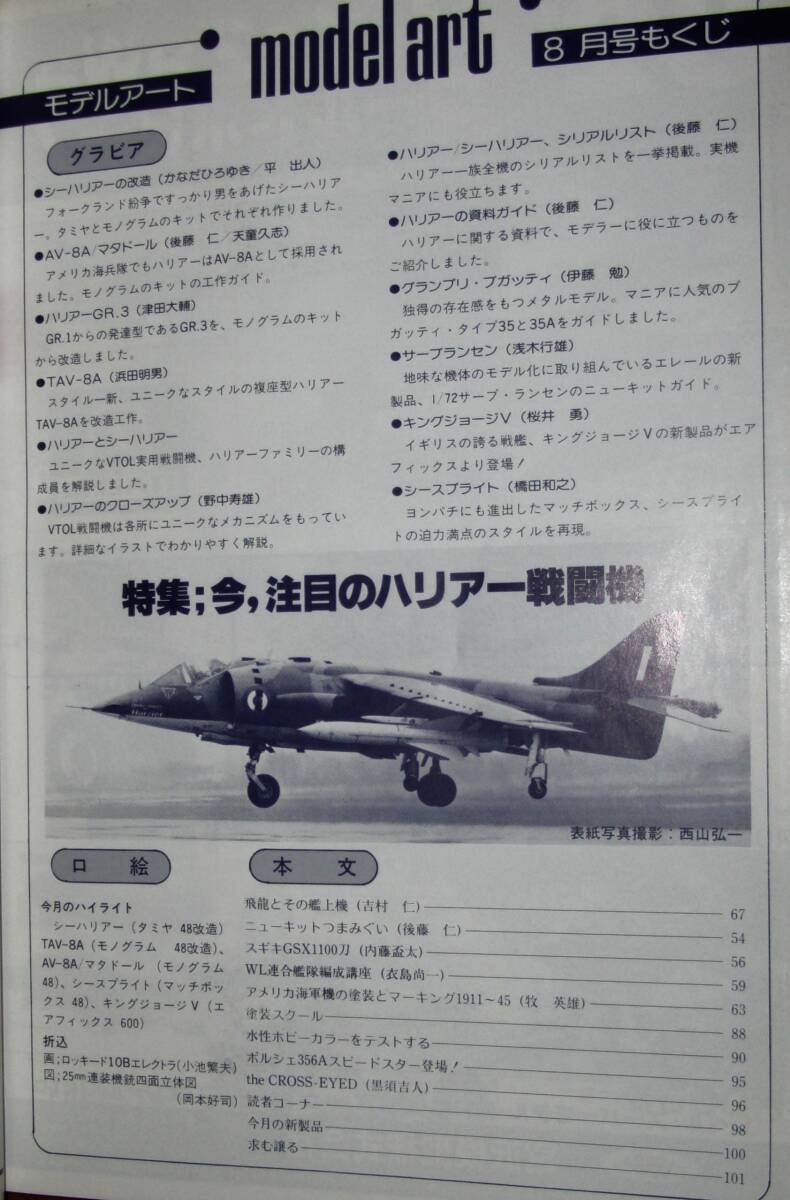 モデルアート
model art
8月号もくじ
グラビア
●シーハリアーの改造（かなだひろゆき／平　出人）
フォークランド紛争ですっかり男をあげたシーハリア
ー。タミヤとモノグラムのキットでそれぞれ作りました。
●AV-8A/マタドール（後藤　仁／天童久志）
アメリカ海兵隊でもハリアーはAV-8Aとして採用され
ました。モノグラムのキットの工作ガイド。
●ハリアーGR.3（津田大輔）
GR.1からの発達型であるGR.3を、モノグラムのキット
から改造しました。
●TAV-8A（浜田明男）
スタイル一新、ユニークなスタイルの複座型ハリアー
TAV-8Aを改造工作。
●ハリアーとシーハリアー
ユニークなVTOL実用戦闘機、ハリアーファミリーの構
成員を解説しました。
●ハリアーのクローズアップ（野中寿雄）
VTOL戦闘機は各所にユニークなメカニズムをもってい
ます。詳細なイラストでわかりやすく解説。
●ハリアー/シーハリアー、シリアルリスト（後藤　仁）
ハリアー一族全機のシリアルリストを一挙掲載。実機
マニアにも役立ちます。
●ハリアーの資料ガイド（後藤　仁）
ハリアーに関する資料で、モデラーに役に立つものを
ご紹介しました。
●グランプリ・ブガッティ（伊藤　勉）
独得の存在感をもつメタルモデル。マニアに人気のブ
ガッティ・タイプ35と35Aをガイドしました。
●サーブランセン（浅木行雄）
地味な機体のモデル化に取り組んでいるエレールの新
製品、1/72サーブ・ランセンのニューキットガイド。
●キングジョージV（桜井　勇）
イギリスの誇る戦艦、キングジョージVの新製品がエア
フィックスより登場！
●シースプライト（橋田和之）
ヨンパチにも進出したマッチボックス、シースプライ
トの迫力満点のスタイルを再現。
特集;今,注目のハリアー戦闘機
Harrier
表紙写真撮影：西山弘一
口　絵
今月のハイライト
シーハリアー（タミヤ 48改造）
TAV-8A（モノグラム　48改造）、
AV-8A/マタドール（モノグラム
48）、シースプライト（マッチボッ
クス 48）、キングジョージV（エ
アフィックス 600）
折込
画;ロッキード10Bエレクトラ（小池繁夫）
図;25mm連装機銃四面立体図
（岡本好司）
本　文
飛龍とその艦上機（吉村　仁） 67
ニューキットつまみぐい（後藤　仁） 54
スギキGSX1100刀（内藤盃太） 56
WL連合艦隊編成講座（衣島尚一） 59
アメリカ海軍機の塗装とマーキング1911～45（牧　英雄） 63
塗装スクール 88
水性ホビーカラーをテストする 90
ポルシェ356Aスピードスター登場！ 95
the CROSS-EYED（黒須吉人） 96
読者コーナー 98
今月の新製品 100
求む譲る 101